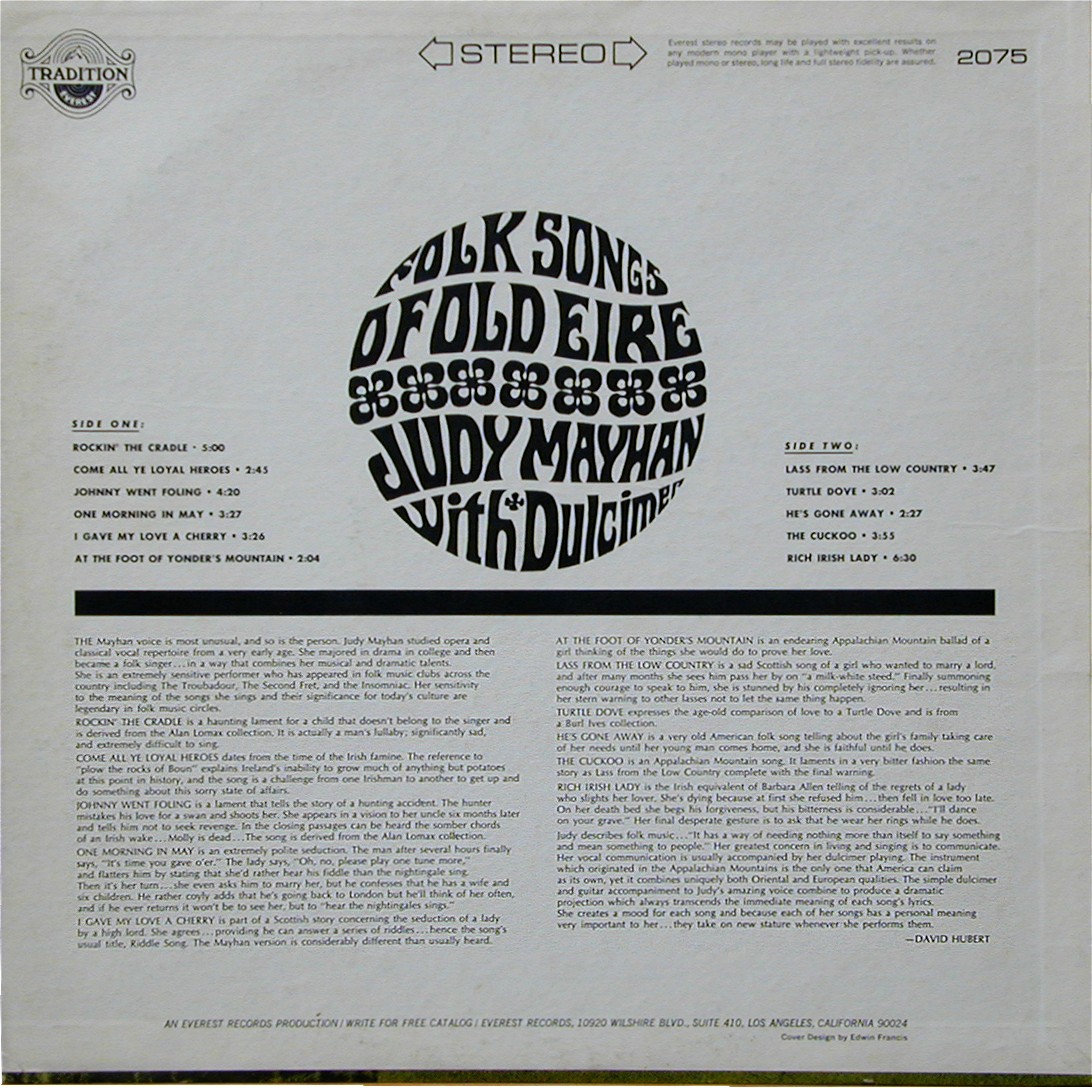 TRADITION
EVEREST
STEREO
Everest stereo records may be played with excellent results on
any modern mono player with a lightweight pick-up. Whether
played mono or stereo, long life and full stereo fidelity are assured.
2075
FOLK SONGS
OF OLD EIRE
JUDY MAYHAN
with Dulcimer
SIDE ONE:
ROCKIN' THE CRADLE • 5:00
COME ALL YE LOYAL HEROES • 2:45
JOHNNY WENT FOLING • 4:20
ONE MORNING IN MAY • 3:27
I GAVE MY LOVE A CHERRY • 3:26
AT THE FOOT OF YONDER'S MOUNTAIN • 2:04
SIDE TWO:
LASS FROM THE LOW COUNTRY • 3:47
TURTLE DOVE • 3:02
HE'S GONE AWAY • 2:27
THE CUCKOO • 3:55
RICH IRISH LADY • 6:30
THE Mayhan voice is most unusual, and so is the person. Judy Mayhan studied opera and
classical vocal repertoire from a very early age. She majored in drama in college and then
became a folk singer...in a way that combines her musical and dramatic talents.
She is an extremely sensitive performer who has appeared in folk music clubs across the
country including The Troubadour, The Second Fret, and the Insomniac. Her sensitivity
to the meaning of the songs she sings and their significance for today's culture are
legendary in folk music circles.
ROCKIN' THE CRADLE is a haunting lament for a child that doesn't belong to the singer and
is derived from the Alan Lomax collection. It is actually a man's lullaby; significantly sad,
and extremely difficult to sing.
COME ALL YE LOYAL HEROES dates from the time of the Irish famine. The reference to
"plow the rocks of Boun" explains Ireland's inability to grow much of anything but potatoes
at this point in history, and the song is a challenge from one Irishman to another to get up and
do something about this sorry state of affairs.
JOHNNY WENT FOLING is a lament that tells the story of a hunting accident. The hunter
mistakes his love for a swan and shoots her. She appears in a vision to her uncle six months later
and tells him not to seek revenge. In the closing passages can be heard the somber chords
of an Irish wake...Molly is dead...The song is derived from the Alan Lomax collection.
ONE MORNING IN MAY is an extremely polite seduction. The man after several hours finally
says, "It's time you gave o'er." The lady says, "Oh, no, please play one tune more,"
and flatters him by stating that she'd rather hear his fiddle than the nightingale sing.
Then it's her turn...she even asks him to marry her, but he confesses that he has a wife and
six children. He rather coyly adds that he's going back to London but he'll think of her often,
and if he ever returns it won't be to see her, but to "hear the nightingales sings."
I GAVE MY LOVE A CHERRY is part of a Scottish story concerning the seduction of a lady
by a high lord. She agrees...providing he can answer a series of riddles...hence the song's
usual title, Riddle Song. The Mayhan version is considerably different than usually heard.
AT THE FOOT OF YONDER'S MOUNTAIN is an endearing Appalachian Mountain ballad of a
girl thinking of the things she would do to prove her love.
LASS FROM THE LOW COUNTRY is a sad Scottish song of a girl who wanted to marry a lord,
and after many months she sees him pass her by on "a milk-white steed." Finally summoning
enough courage to speak to him, she is stunned by his completely ignoring her...resulting in
her stern warning to other lasses not to let the same thing happen.
TURTLE DOVE expresses the age-old comparison of love to a Turtle Dove and is from
a Burl Ives collection.
HE'S GONE AWAY is a very old American folk song telling about the girl's family taking care
of her needs until her young man comes home, and she is faithful until he does.
THE CUCKOO is an Appalachian Mountain song. It laments in a very bitter fashion the same
story as Lass from the Low Country complete with the final warning.
RICH IRISH LADY is the Irish equivalent of Barbara Allen telling of the regrets of a lady
who slights her lover. She's dying because at first she refused him...then fell in love too late.
On her death bed she begs his forgiveness, but his bitterness is considerable..."I'll dance
on your grave." Her final desperate gesture is to ask that he wear her rings while he does.
Judy describes folk music..."It has a way of needing nothing more than itself to say something
and mean something to people." Her greatest concern in living and singing is to communicate.
Her vocal communication is usually accompanied by her dulcimer playing. The instrument
which originated in the Appalachian Mountains is the only one that America can claim
as its own, yet it combines uniquely both Oriental and European qualities. The simple dulcimer
and guitar accompaniment to Judy's amazing voice combine to produce a dramatic
projection which always transcends the immediate meaning of each song's lyrics.
She creates a mood for each song and because each of her songs has a personal meaning
very important to her...they take on new stature whenever she performs them.
—DAVID HUBERT
AN EVEREST RECORDS PRODUCTION / WRITE FOR FREE CATALOG / EVEREST RECORDS, 10920 WILSHIRE BLVD., SUITE 410, LOS ANGELES, CALIFORNIA 90024
Cover Design by Edwin Francis